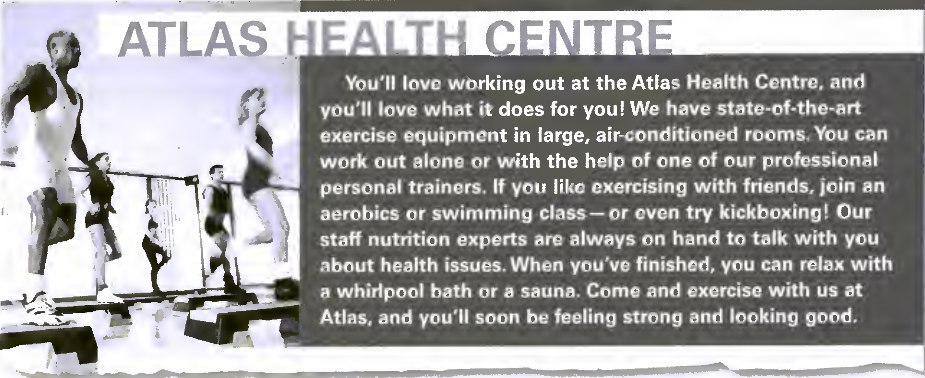 ATLAS HEALTH CENTRE
You'll love working out at the Atlas Health Centre, and
you'll love what it does for you! We have state-of-the-art
exercise equipment in large, air-conditioned rooms. You can
work out alone or with the help of one of our professional
personal trainers. If you like exercising with friends, join an
aerobics or swimming class—or even try kickboxing! Our
staff nutrition experts are always on hand to talk with you
about health issues. When you've finished, you can relax with
a whirlpool bath or a sauna. Come and exercise with us at
Atlas, and you'll soon be feeling strong and looking good.